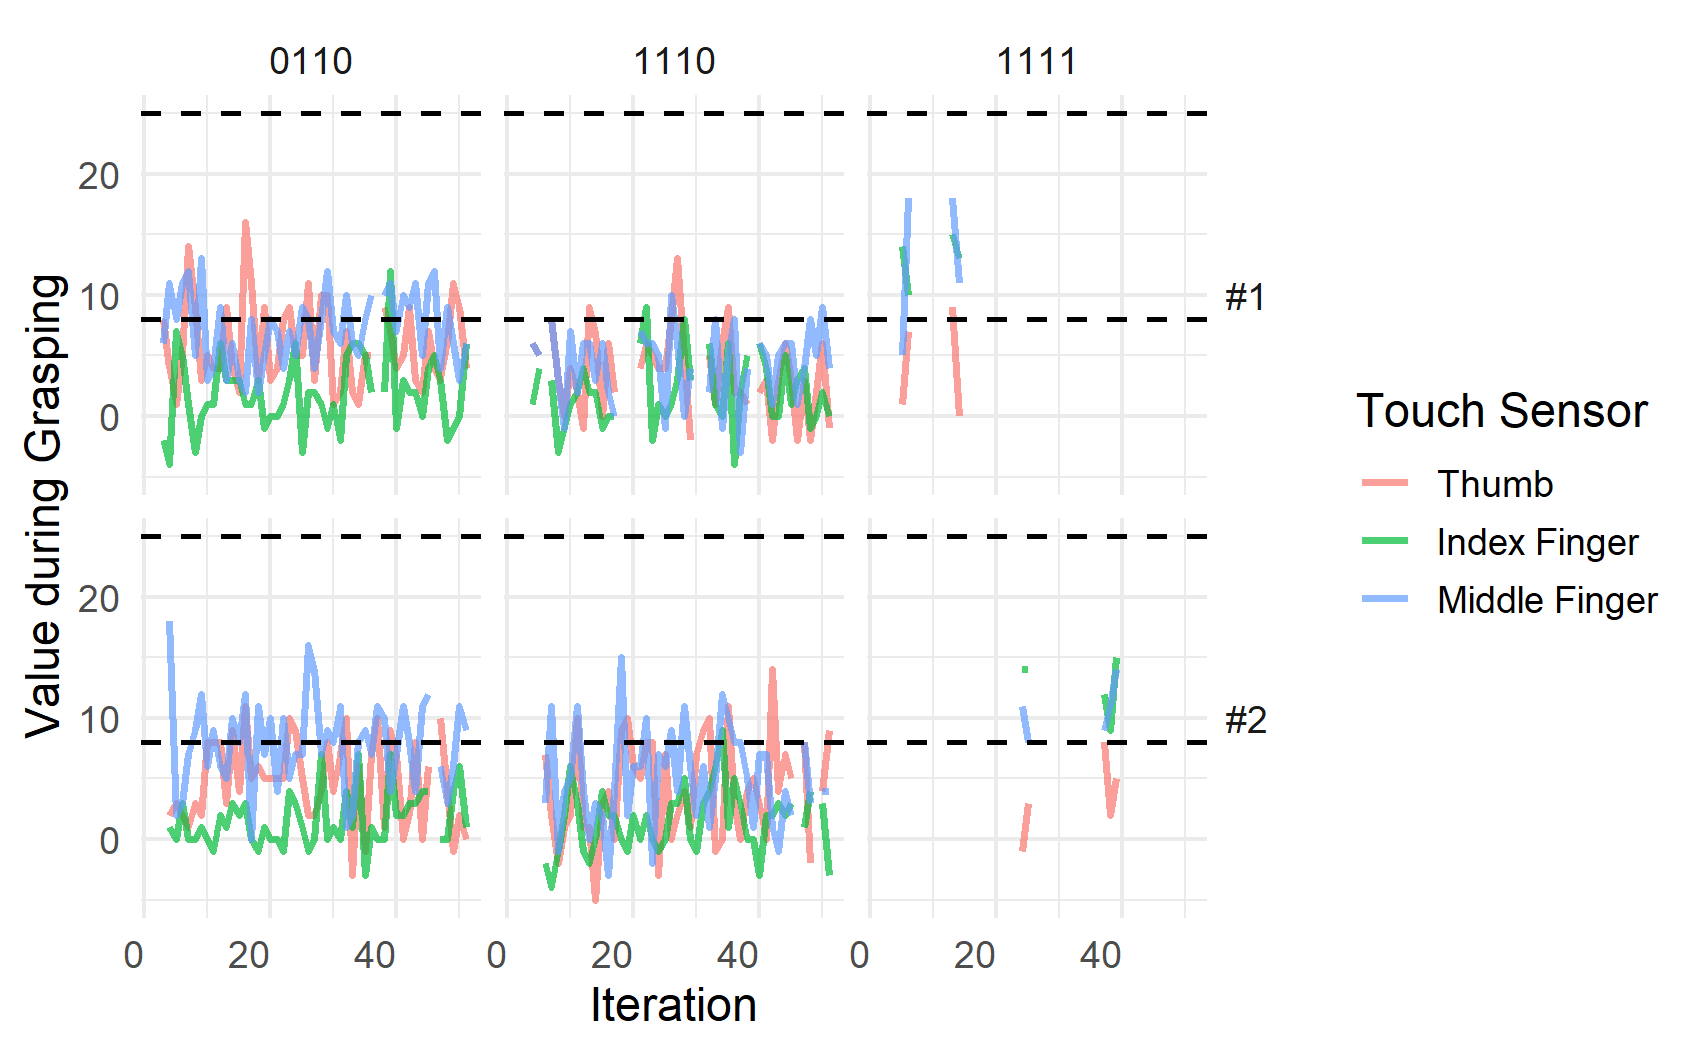 0110 1110 1111
Value during Grasping
20
10
0
#1
20
10
0
#2
0 20 40 0 20 40 0 20 40
Iteration
Touch Sensor
Thumb
Index Finger
Middle Finger